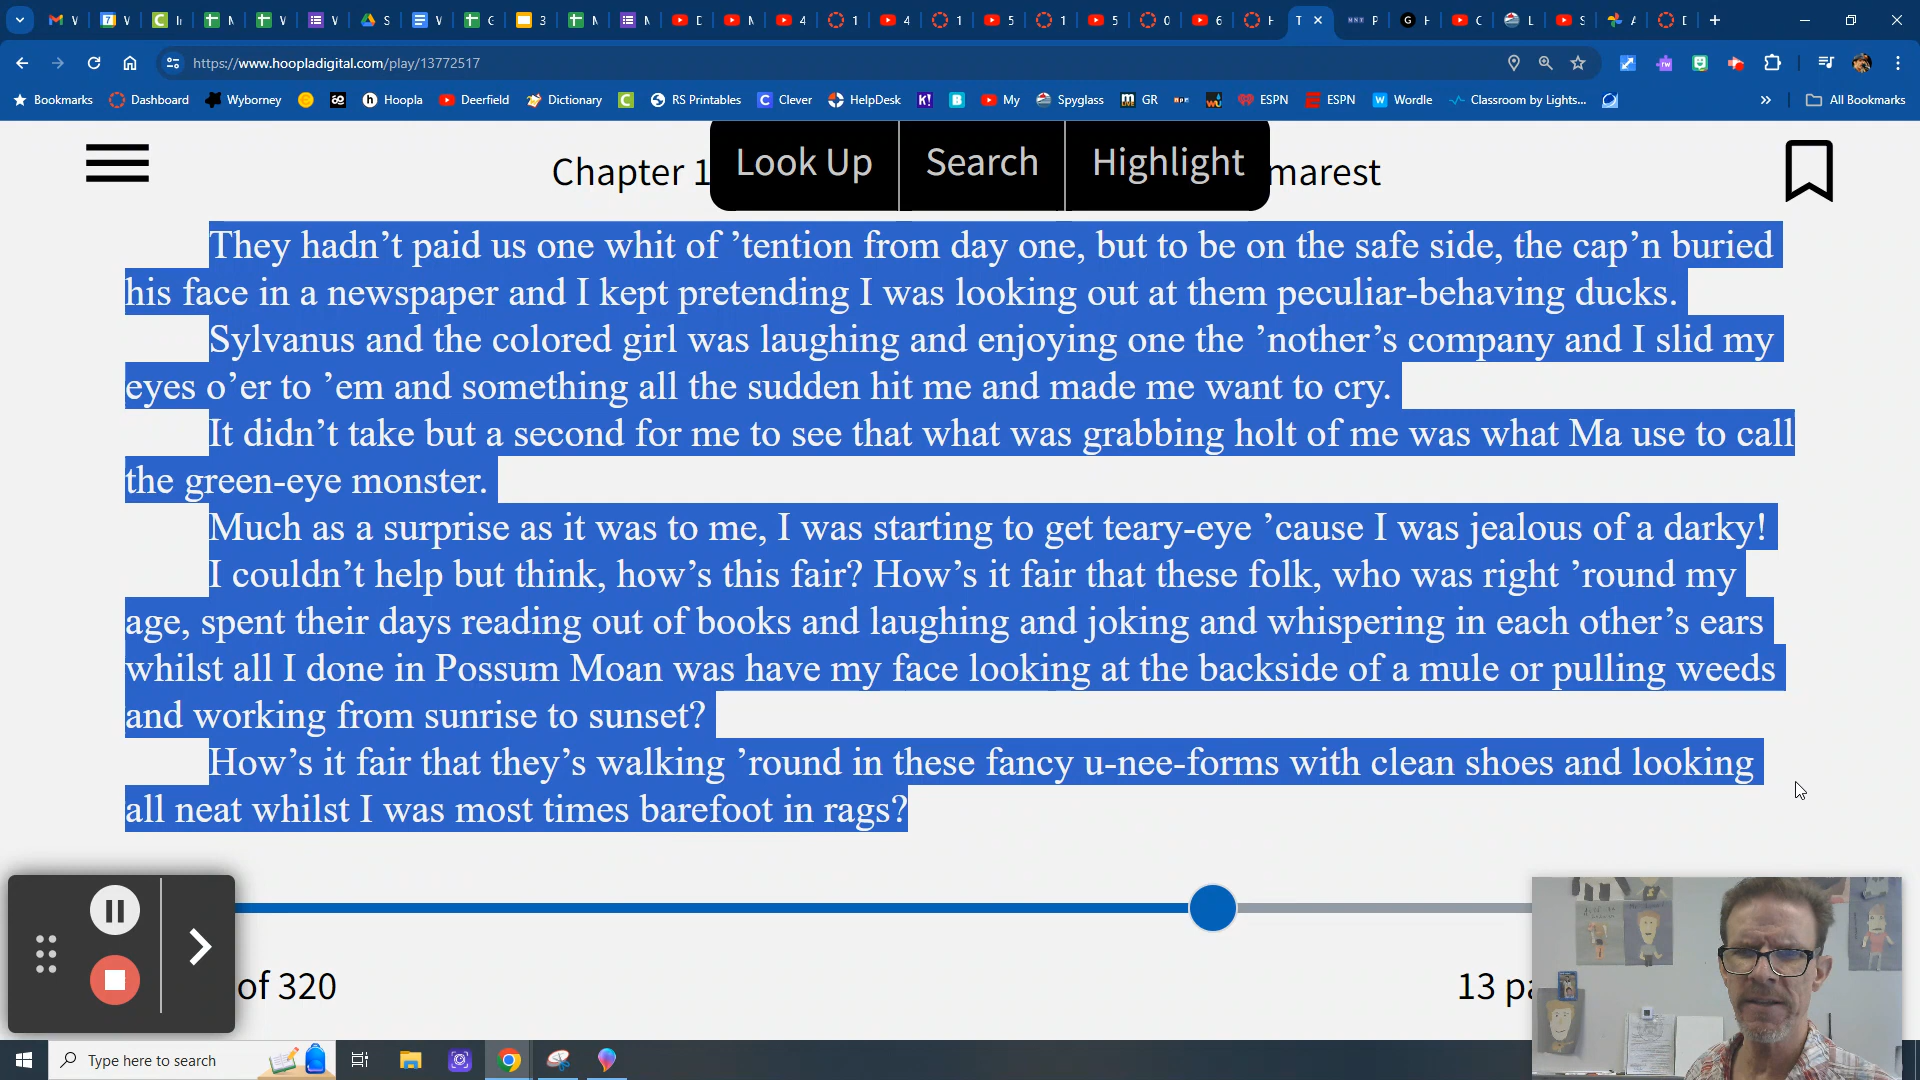 https://www.hoopladigital.com/play/13772517
Bookmarks Dashboard Wyborney Hoopla Deerfield Dictionary RS Printables Clever HelpDesk K! B My Spyglass GR ESPN ESPN Wordle Classroom by Lights... » All Bookmarks
Look Up Search Highlight
Chapter 1 marest
They hadn’t paid us one whit of ’tention from day one, but to be on the safe side, the cap’n buried
his face in a newspaper and I kept pretending I was looking out at them peculiar-behaving ducks.
Sylvanus and the colored girl was laughing and enjoying one the ’nother’s company and I slid my
eyes o’er to ’em and something all the sudden hit me and made me want to cry.
It didn’t take but a second for me to see that what was grabbing holt of me was what Ma use to call
the green-eye monster.
Much as a surprise as it was to me, I was starting to get teary-eye ’cause I was jealous of a darky!
I couldn’t help but think, how’s this fair? How’s it fair that these folk, who was right ’round my
age, spent their days reading out of books and laughing and joking and whispering in each other’s ears
whilst all I done in Possum Moan was have my face looking at the backside of a mule or pulling weeds
and working from sunrise to sunset?
How’s it fair that they’s walking ’round in these fancy u-nee-forms with clean shoes and looking
all neat whilst I was most times barefoot in rags?
of 320
13 pa
Type here to search